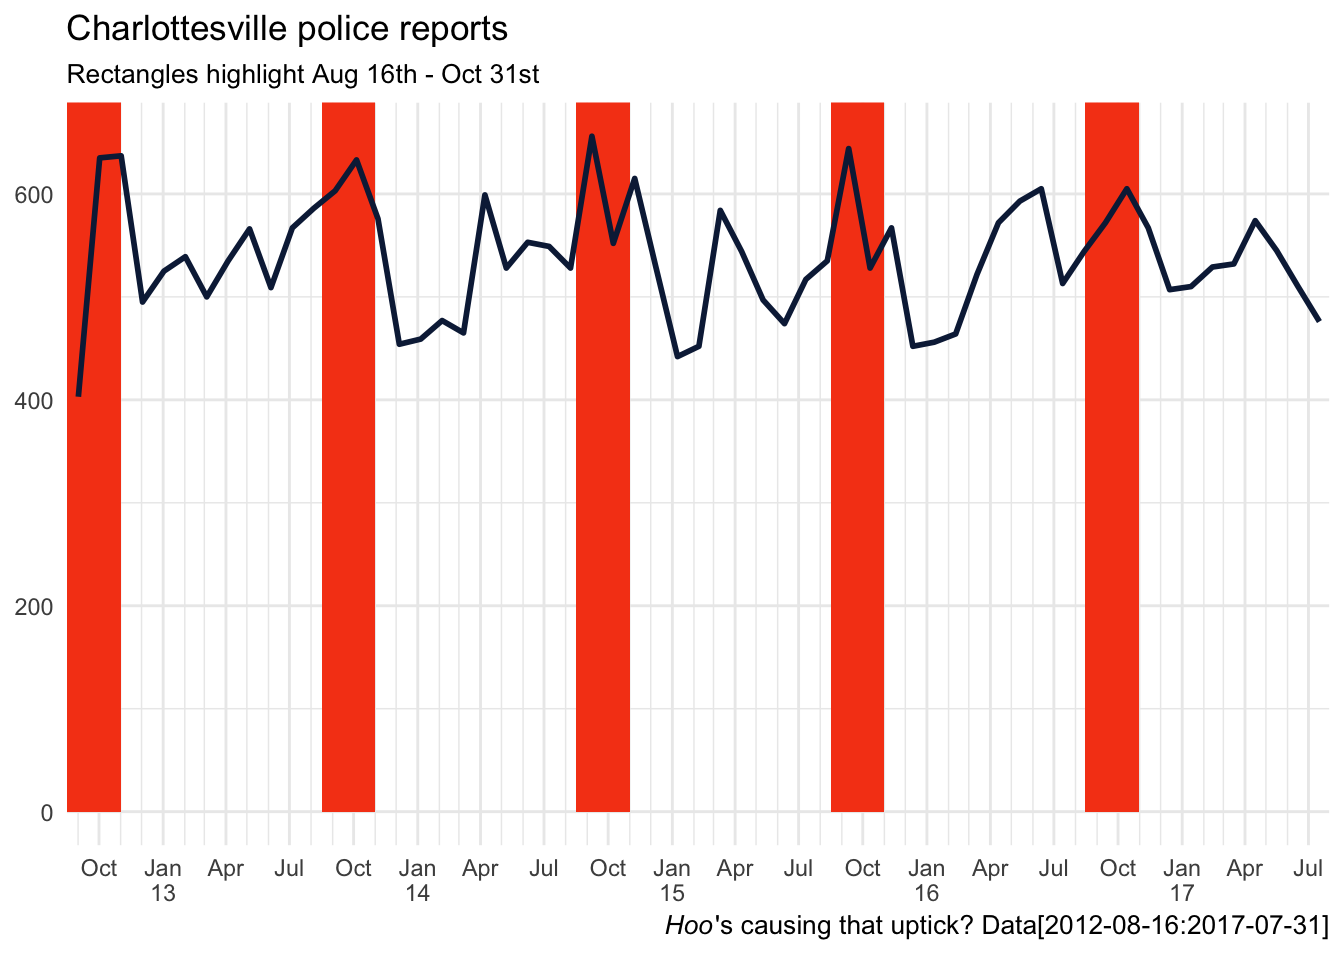 Charlottesville police reports
Rectangles highlight Aug 16th - Oct 31st
600
400
200
0
Oct Jan Apr Jul Oct Jan Apr Jul Oct Jan Apr Jul Oct Jan Apr Jul Oct Jan Apr Jul
13 14 15 16 17
Hoo's causing that uptick? Data[2012-08-16:2017-07-31]